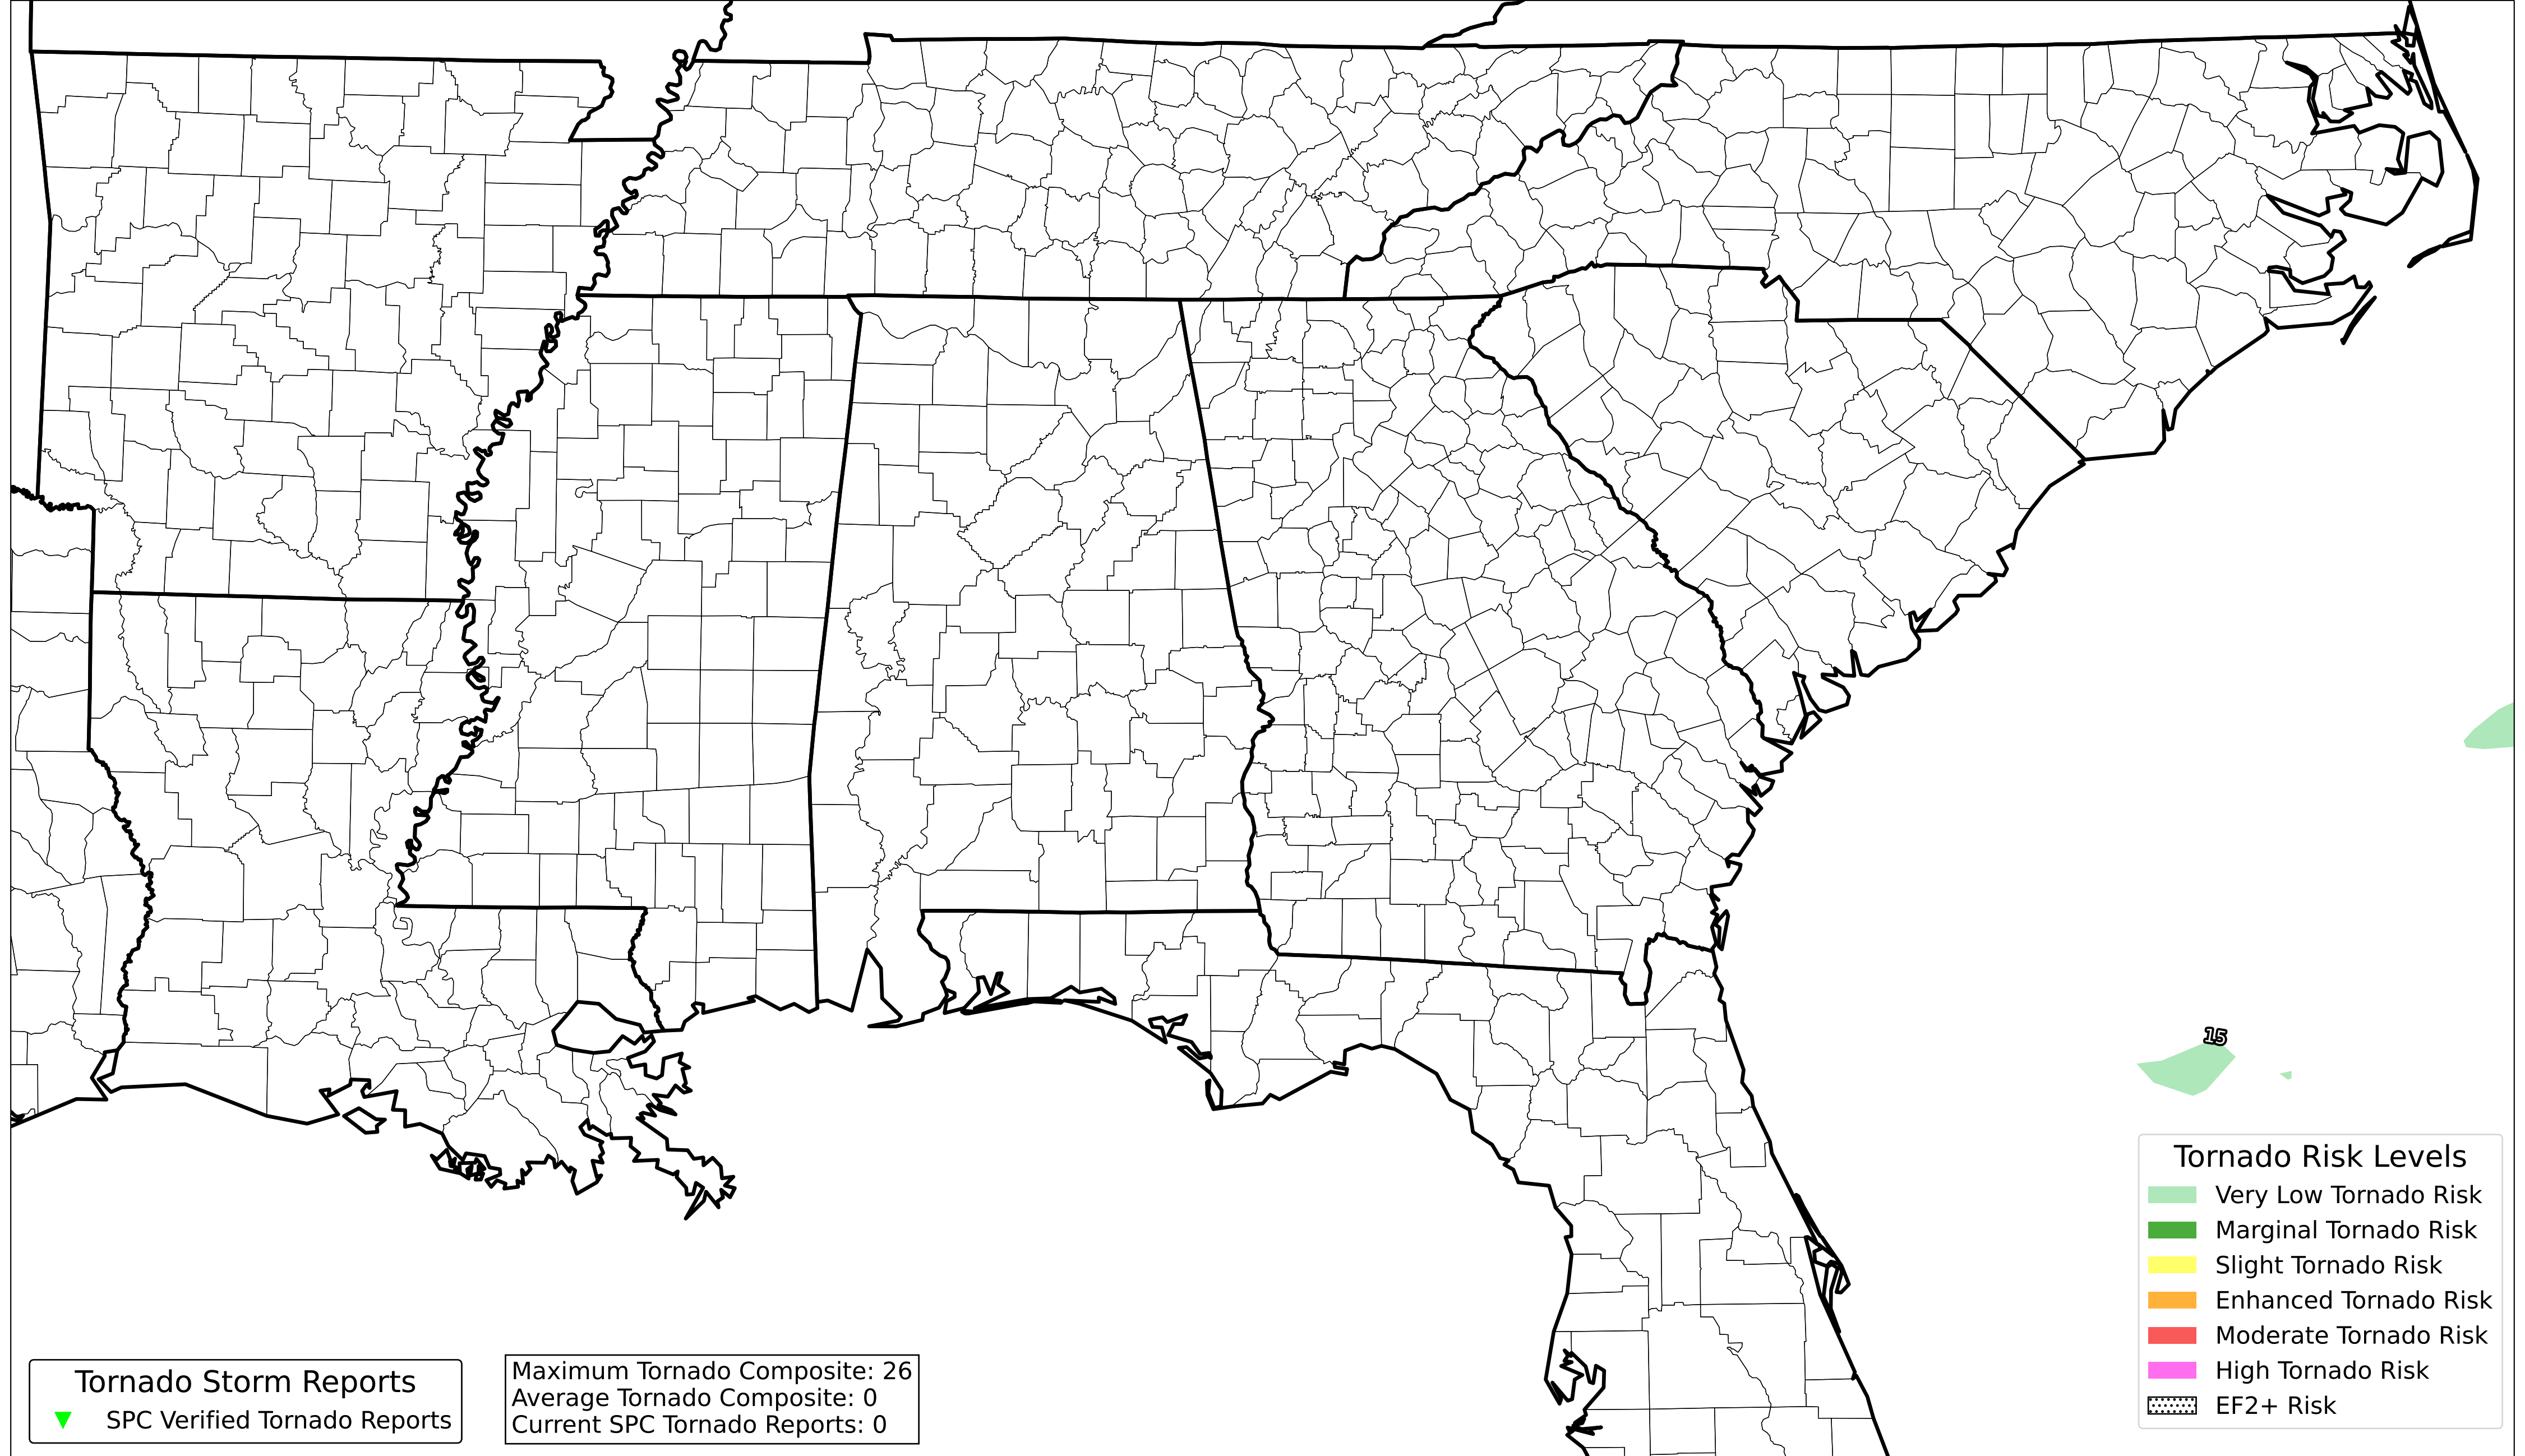 15
Tornado Risk Levels
Very Low Tornado Risk
Marginal Tornado Risk
Slight Tornado Risk
Enhanced Tornado Risk
Moderate Tornado Risk
High Tornado Risk
EF2+ Risk
Tornado Storm Reports
SPC Verified Tornado Reports
Maximum Tornado Composite: 26
Average Tornado Composite: 0
Current SPC Tornado Reports: 0